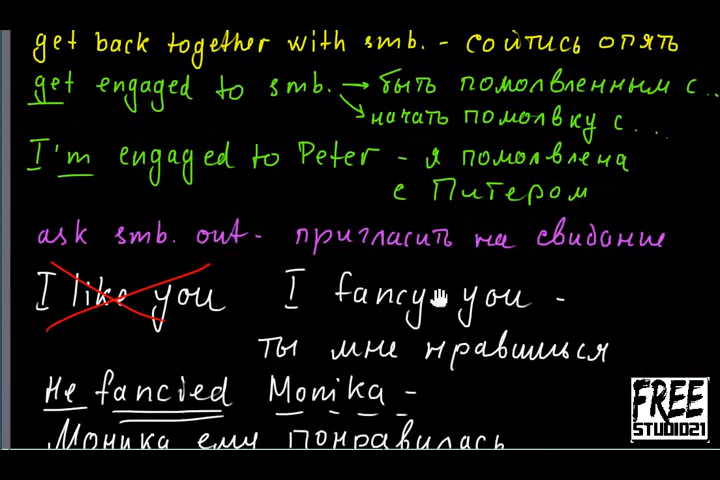 get back together with smb. - сойтись опять
get engaged to smb. → быть помолвленным с...
↘ начать помолвку с....
I'm engaged to Peter - я помолвлена
с Питером
ask smb. out - пригласить на свидание
I like you I fancy you -
ты мне нравишься
He fancied Monika -
Моника ему понравилась
FREE
STUDIO21